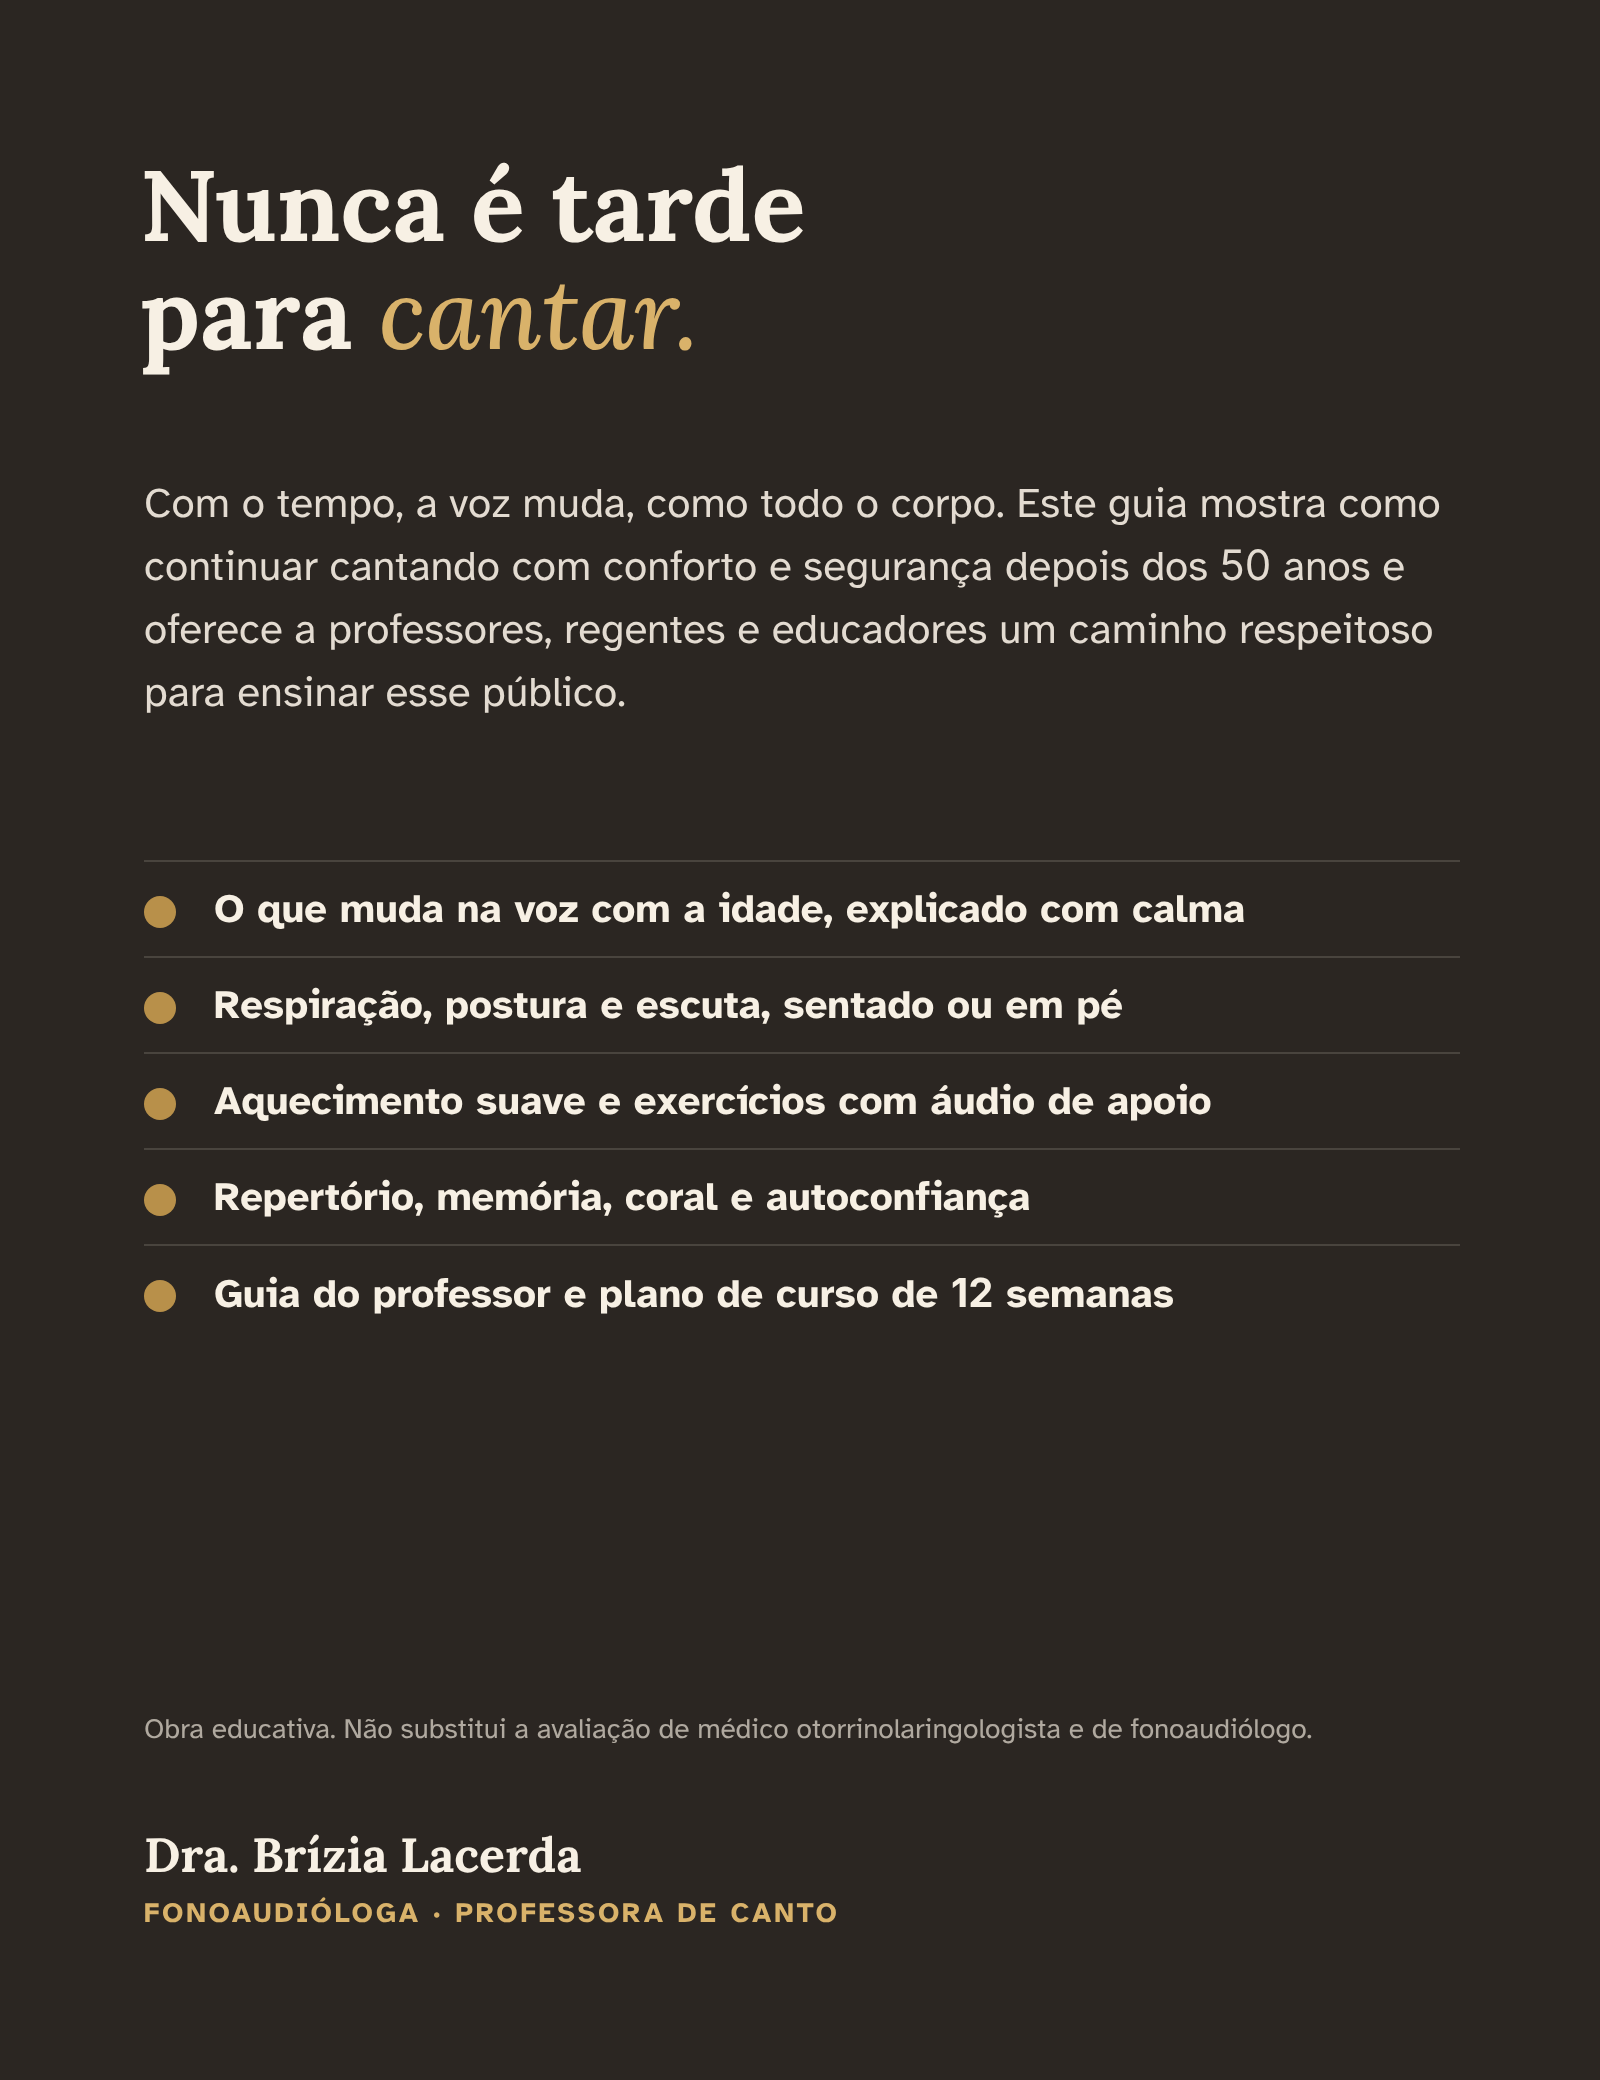 Nunca é tarde
para cantar.
Com o tempo, a voz muda, como todo o corpo. Este guia mostra como
continuar cantando com conforto e segurança depois dos 50 anos e
oferece a professores, regentes e educadores um caminho respeitoso
para ensinar esse público.
O que muda na voz com a idade, explicado com calma
Respiração, postura e escuta, sentado ou em pé
Aquecimento suave e exercícios com áudio de apoio
Repertório, memória, coral e autoconfiança
Guia do professor e plano de curso de 12 semanas
Obra educativa. Não substitui a avaliação de médico otorrinolaringologista e de fonoaudiólogo.
Dra. Brízia Lacerda
FONOAUDIÓLOGA · PROFESSORA DE CANTO